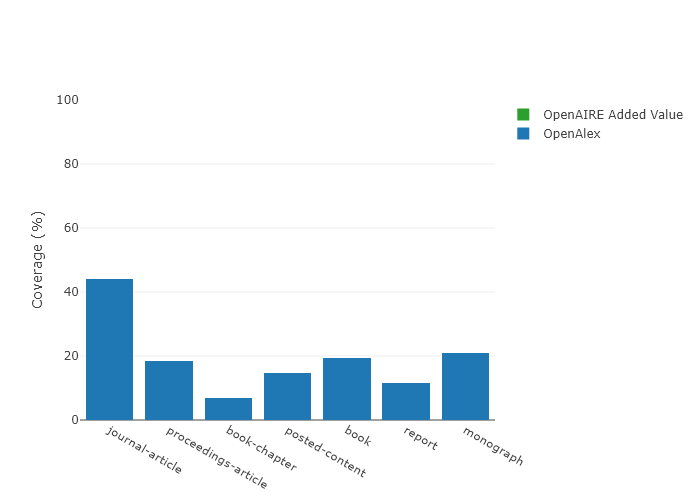 100
80
60
40
20
0
Coverage (%)
journal-article
proceedings-article
book-chapter
posted-content
book
report
monograph
OpenAIRE Added Value
OpenAlex